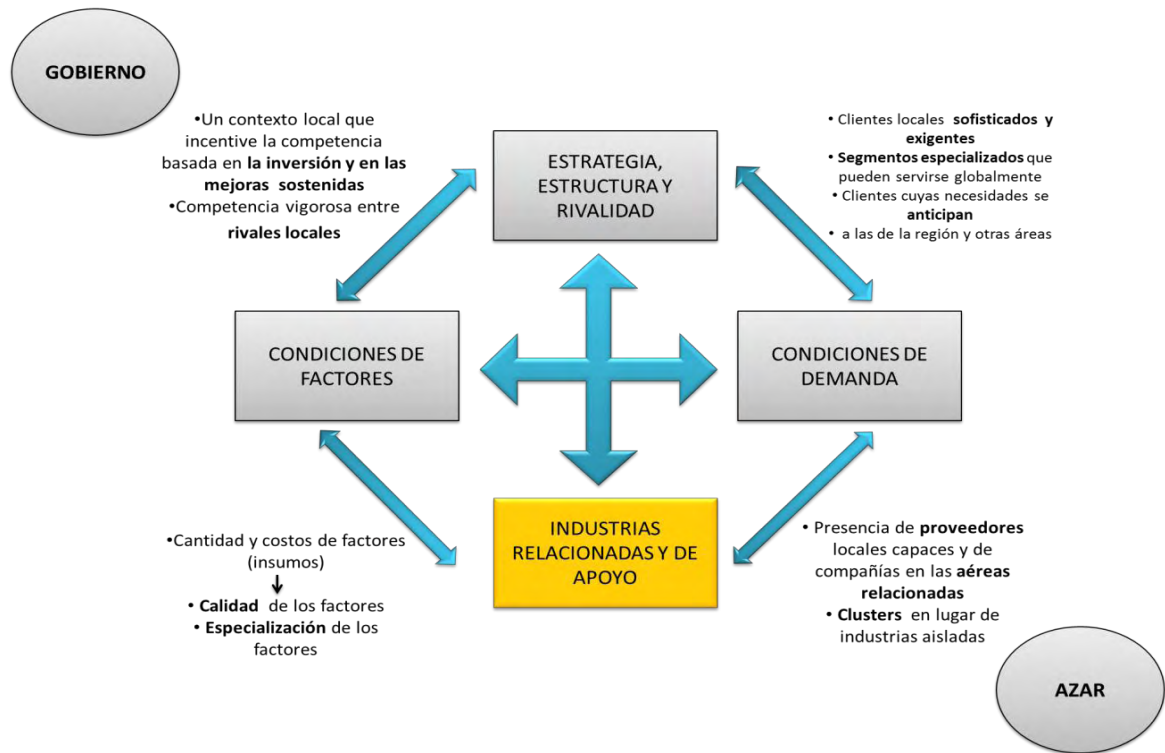 GOBIERNO
•Un contexto local que
incentive la competencia
basada en la inversión y en las
mejoras sostenidas
•Competencia vigorosa entre
rivales locales
ESTRATEGIA,
ESTRUCTURA Y
RIVALIDAD
• Clientes locales sofisticados y
exigentes
• Segmentos especializados que
pueden servirse globalmente
• Clientes cuyas necesidades se
anticipan
• a las de la región y otras áreas
CONDICIONES DE
FACTORES
CONDICIONES DE
DEMANDA
•Cantidad y costos de factores
(insumos)
• Calidad de los factores
• Especialización de los
factores
INDUSTRIAS
RELACIONADAS Y DE
APOYO
• Presencia de proveedores
locales capaces y de
compañías en las aéreas
relacionadas
• Clusters en lugar de
industrias aisladas
AZAR